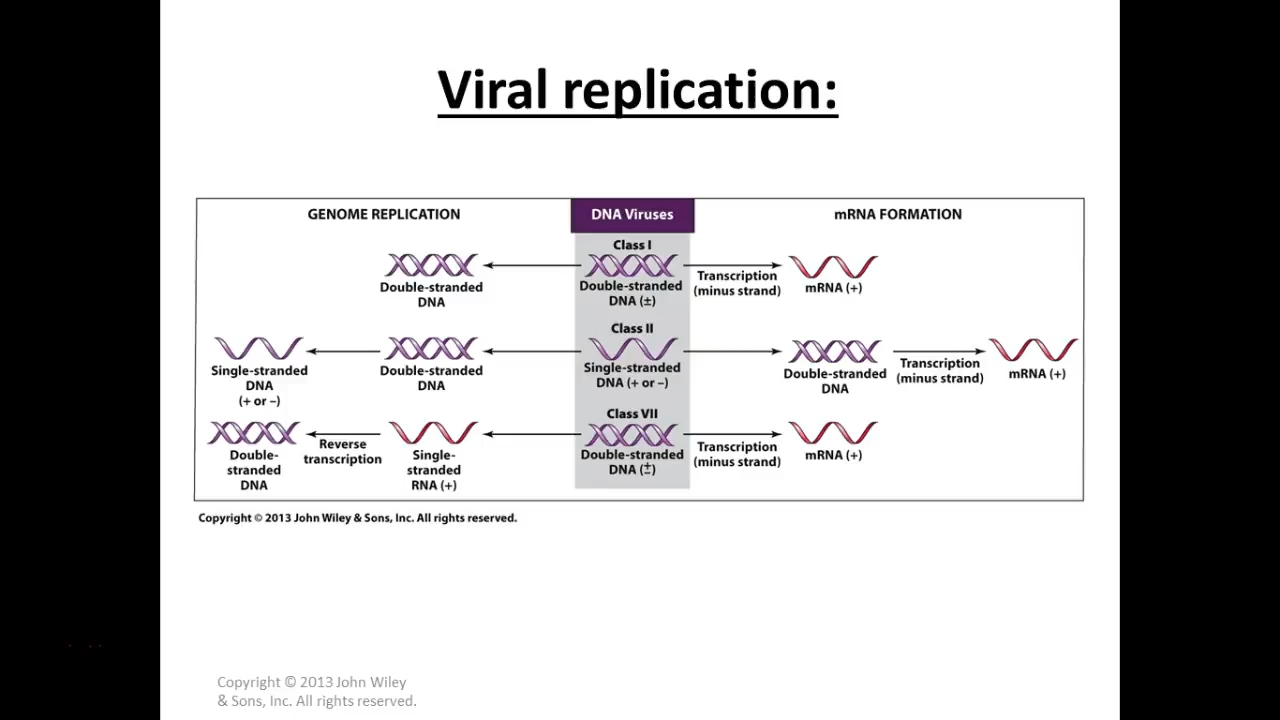 Viral replication:
GENOME REPLICATION
DNA Viruses
mRNA FORMATION
Class I
Double-stranded
DNA
Double-stranded
DNA (±)
Transcription
(minus strand)
mRNA (+)
Class II
Single-stranded
DNA
(+ or –)
Double-stranded
DNA
Single-stranded
DNA (+ or –)
Double-stranded
DNA
Transcription
(minus strand)
mRNA (+)
Class VII
Double-
stranded
DNA
Reverse
transcription
Single-
stranded
RNA (+)
Double-stranded
DNA (±)
Transcription
(minus strand)
mRNA (+)
Copyright © 2013 John Wiley & Sons, Inc. All rights reserved.
Copyright © 2013 John Wiley
& Sons, Inc. All rights reserved.